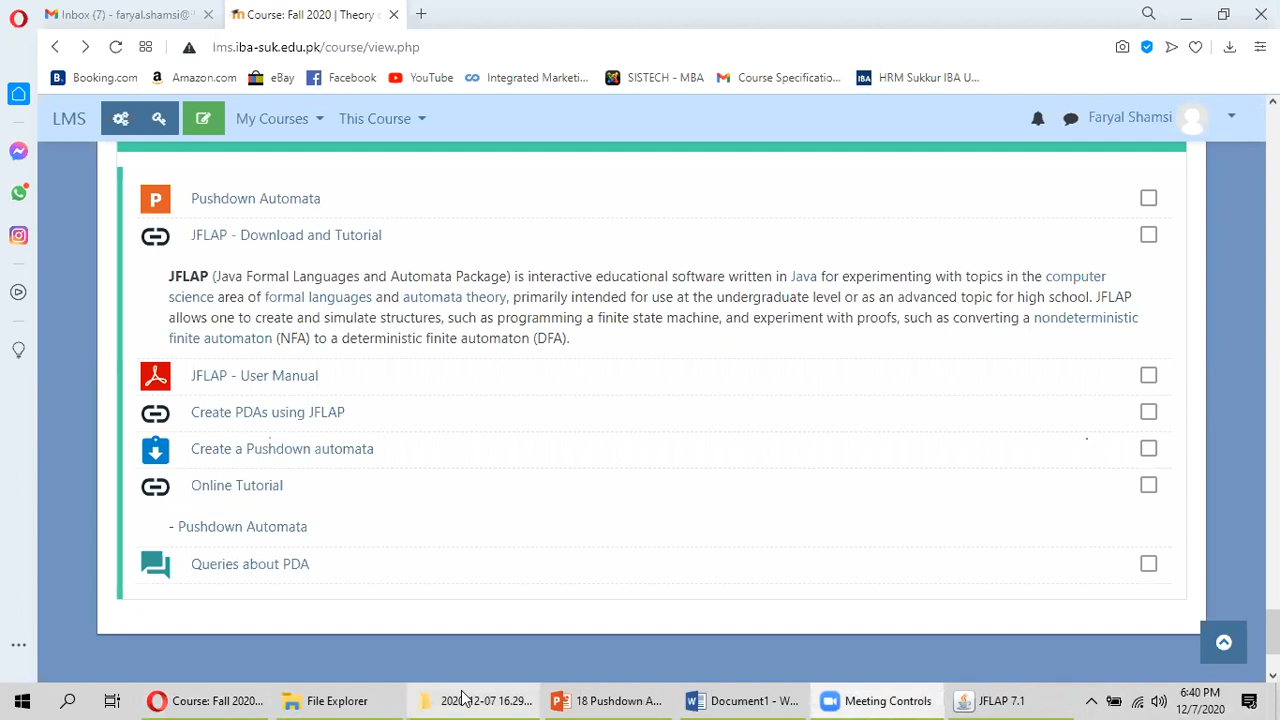 Inbox (7) - faryal.shamsi@
Course: Fall 2020 | Theory
lms.iba-suk.edu.pk/course/view.php
B. Booking.com
a Amazon.com
eBay
Facebook
YouTube
Integrated Marketi...
SISTECH - MBA
Course Specificatio...
IBA HRM Sukkur IBA U...
LMS
My Courses
This Course
Faryal Shamsi
P Pushdown Automata
JFLAP - Download and Tutorial
JFLAP (Java Formal Languages and Automata Package) is interactive educational software written in Java for experimenting with topics in the computer
science area of formal languages and automata theory, primarily intended for use at the undergraduate level or as an advanced topic for high school. JFLAP
allows one to create and simulate structures, such as programming a finite state machine, and experiment with proofs, such as converting a nondeterministic
finite automaton (NFA) to a deterministic finite automaton (DFA).
JFLAP - User Manual
Create PDAs using JFLAP
Create a Pushdown automata
Online Tutorial
- Pushdown Automata
Queries about PDA
Course: Fall 2020...
File Explorer
2020-12-07 16.29...
18 Pushdown A...
Document1 - W...
Meeting Controls
JFLAP 7.1
6:40 PM
12/7/2020